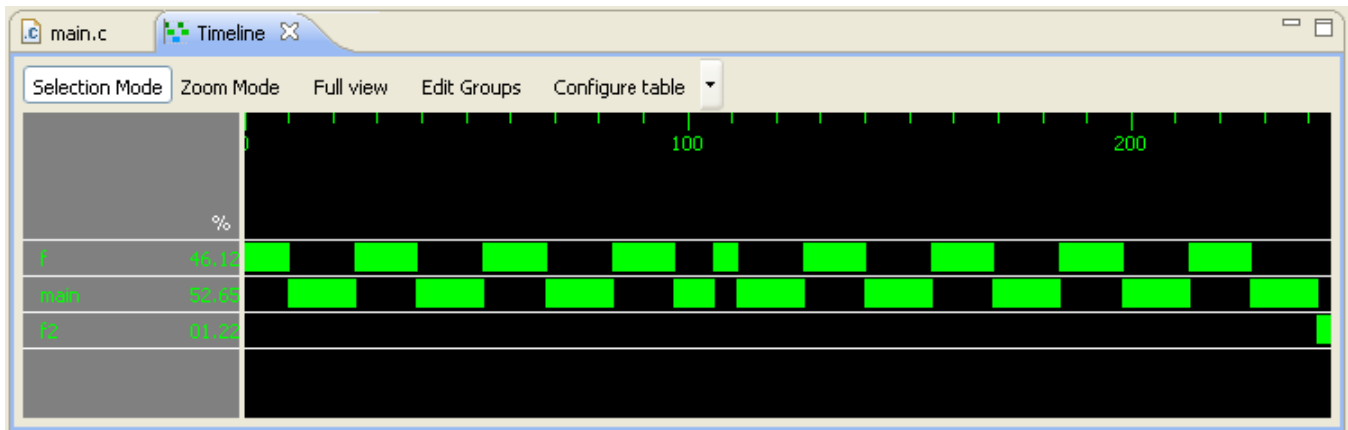 .c main.c Timeline
Selection Mode Zoom Mode Full view Edit Groups Configure table
0 100 200
%
f 46.12
main 52.65
f2 01.22